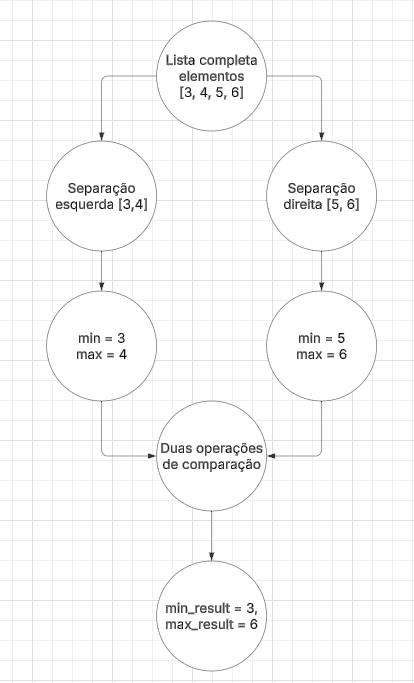 Lista completa
elementos
[3, 4, 5, 6]
Separação
esquerda [3,4]
Separação
direita [5, 6]
min = 3
max = 4
min = 5
max = 6
Duas operações
de comparação
min_result = 3,
max_result = 6